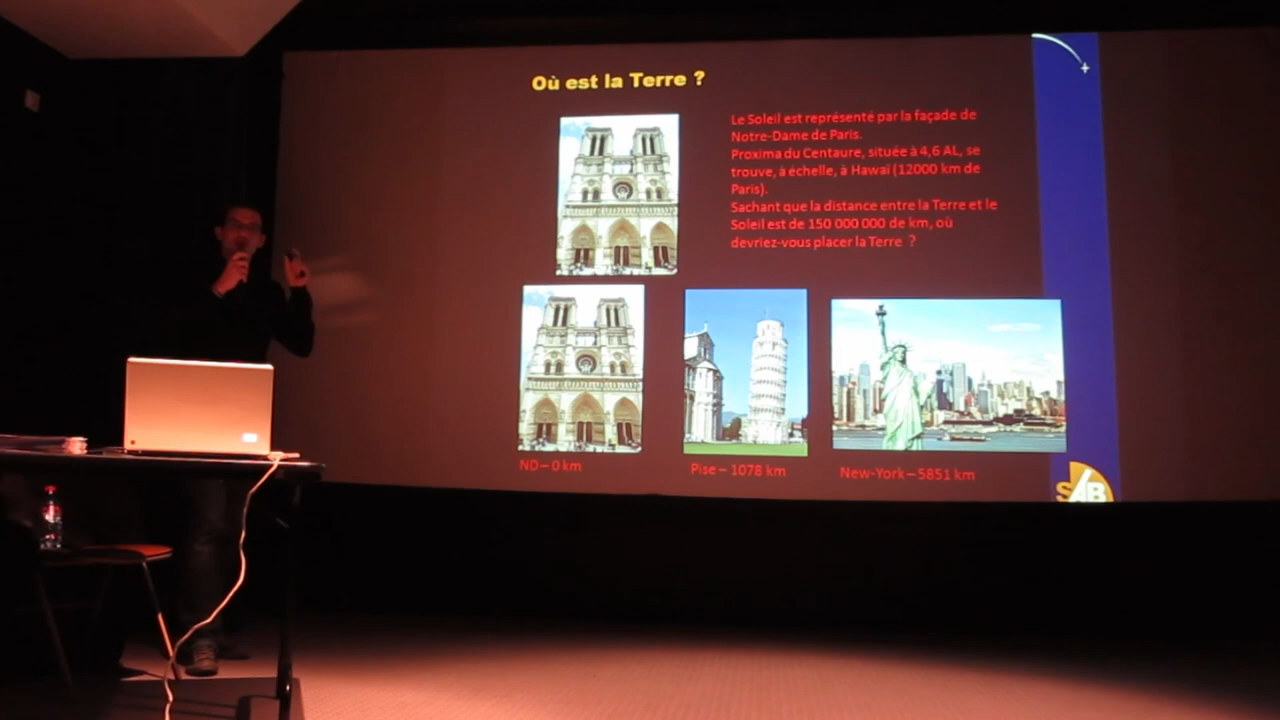 Où est la Terre ?
Le Soleil est représenté par la façade de
Notre-Dame de Paris.
Proxima du Centaure, située à 4,6 AL, se
trouve, à échelle, à Hawaï (12000 km de
Paris).
Sachant que la distance entre la Terre et le
Soleil est de 150 000 000 de km, où
devriez-vous placer la Terre ?
ND – 0 km
Pise – 1078 km
New-York – 5851 km
SAB